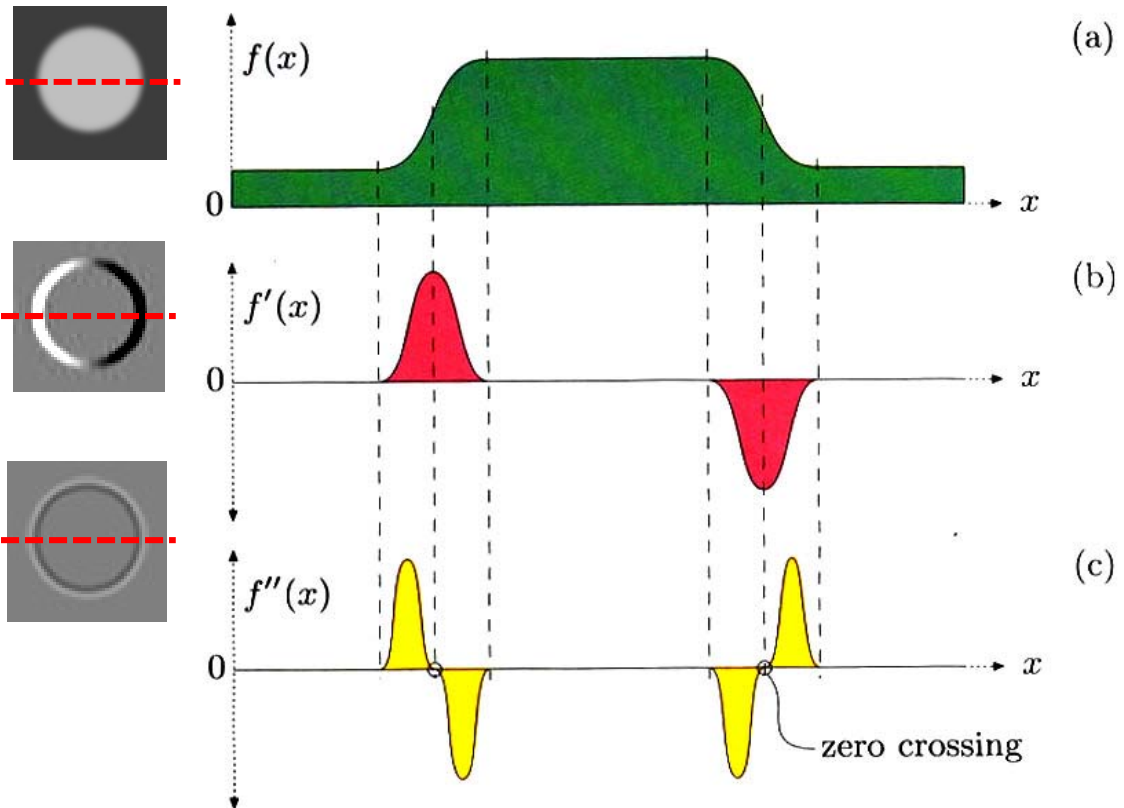 f(x)
(a)
0
x
f′(x)
(b)
0
x
f′′(x)
(c)
0
x
zero crossing